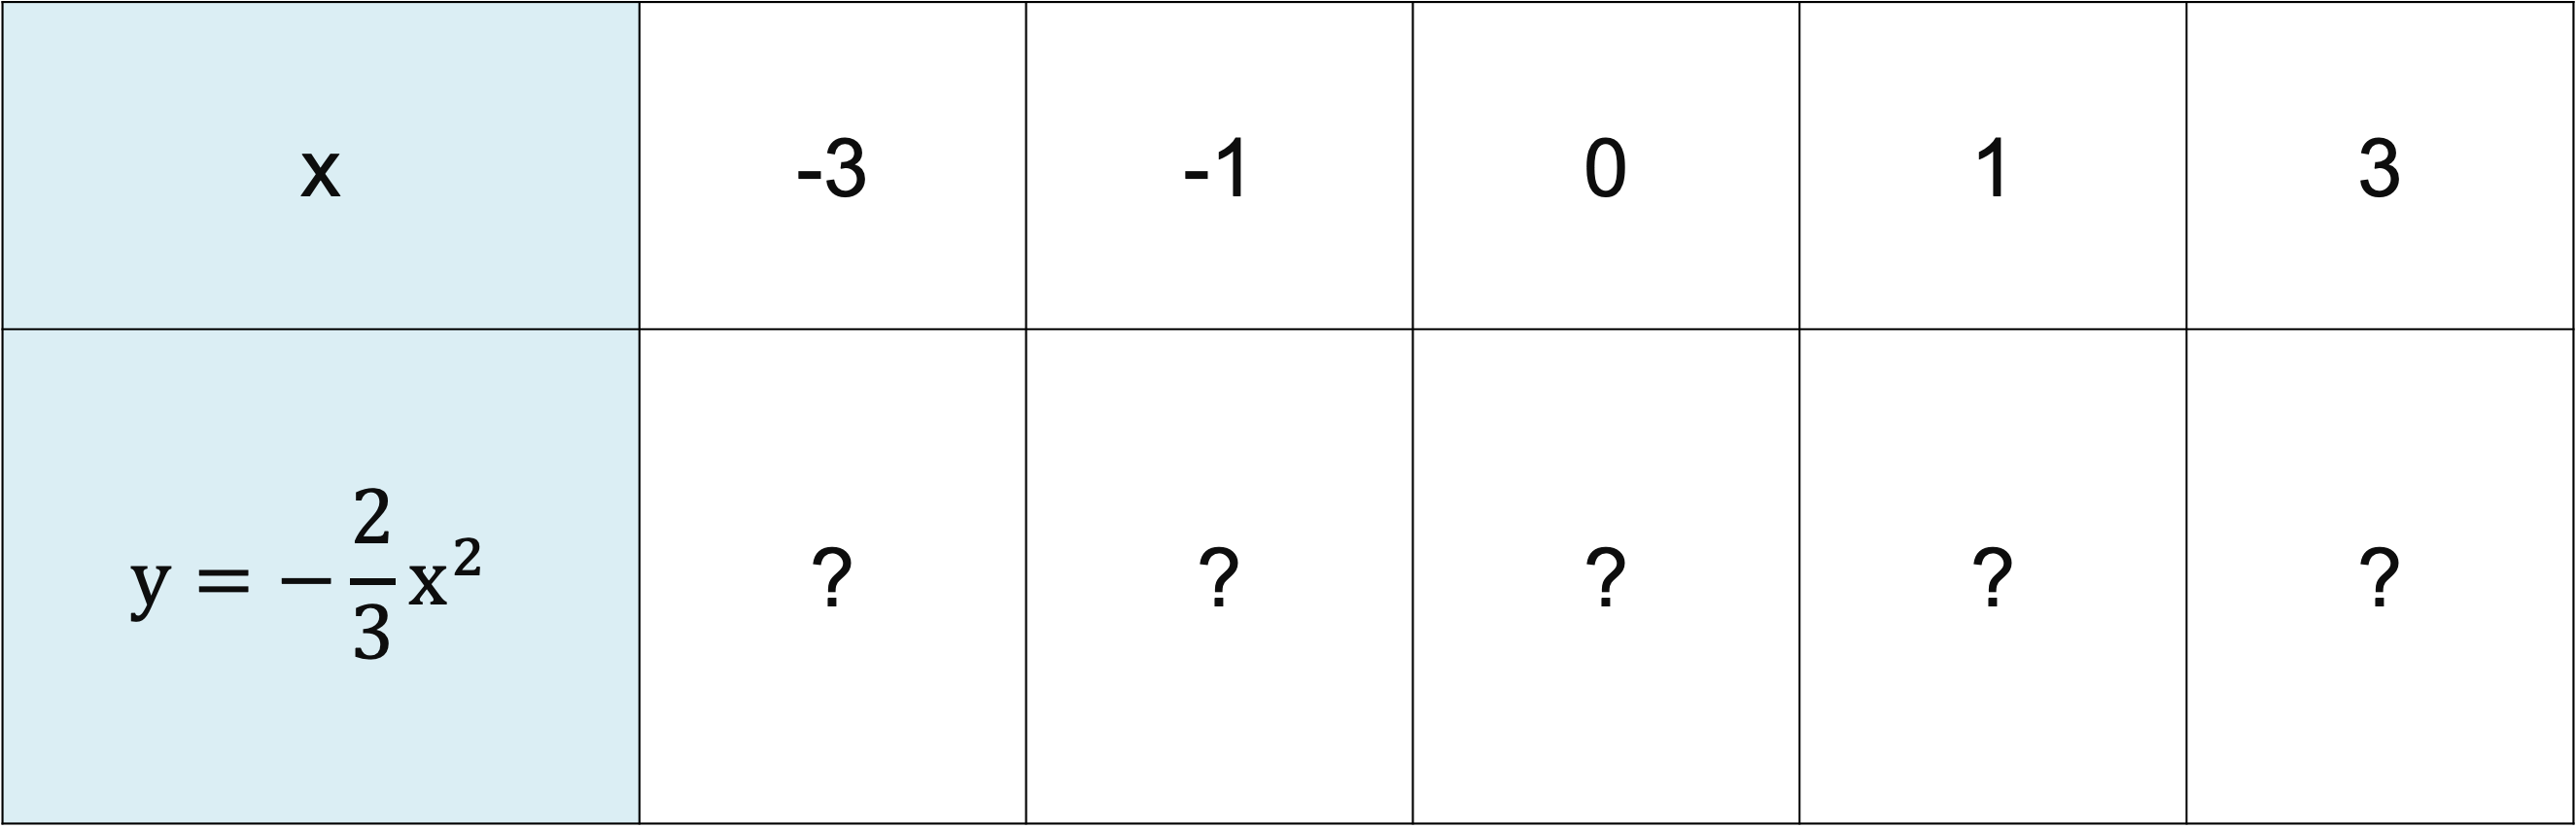 x -3 -1 0 1 3
y = −2/3x² ? ? ? ? ?